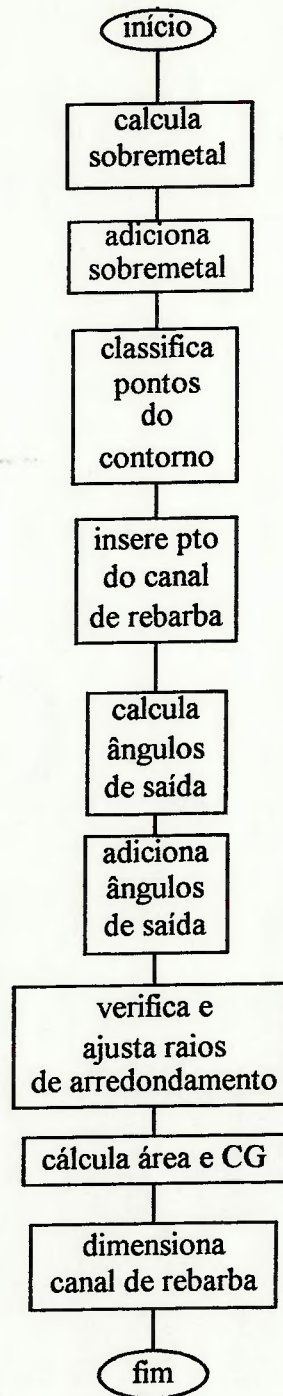 início
calcula
sobremetal
adiciona
sobremetal
classifica
pontos
do
contorno
insere pto
do canal
de rebarba
calcula
ângulos
de saída
adiciona
ângulos
de saída
verifica e
ajusta raios
de arredondamento
cálcula área e CG
dimensiona
canal de rebarba
fim